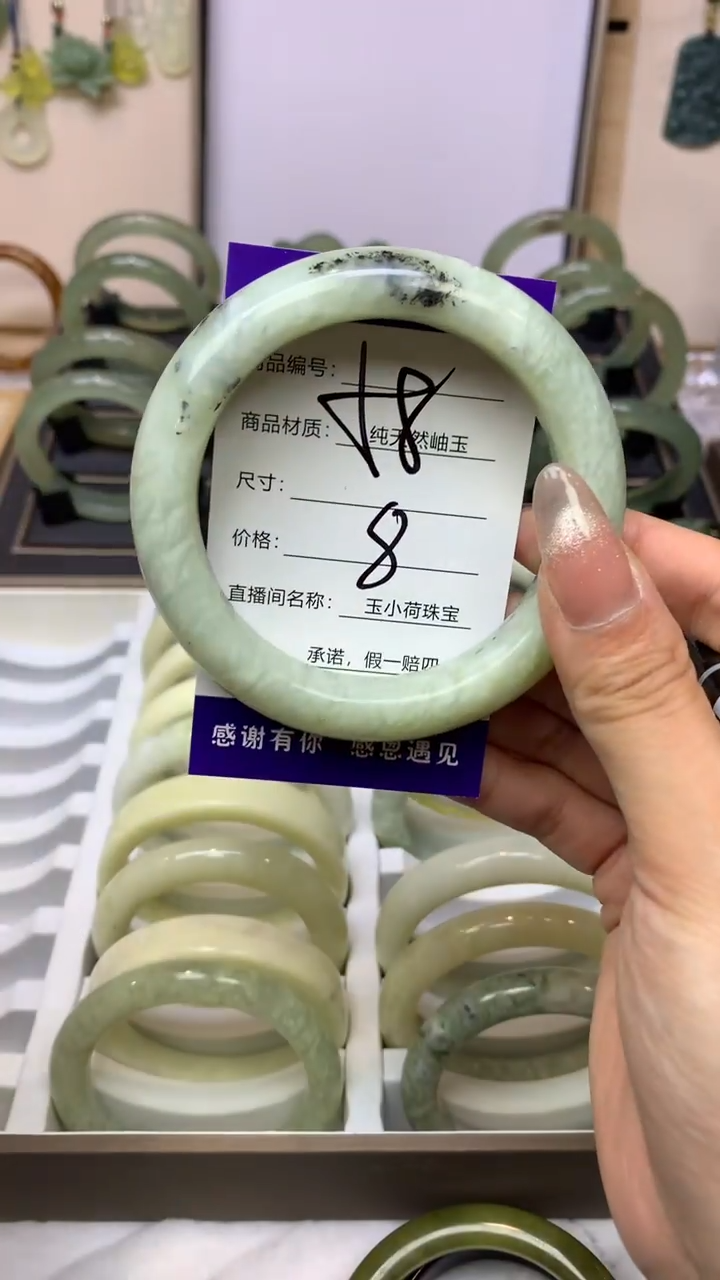 商品编号：
商品材质： 纯天然岫玉
58
尺寸：
价格： 8
直播间名称： 玉小荷珠宝
承诺，假一赔四
感谢有你 感恩遇见